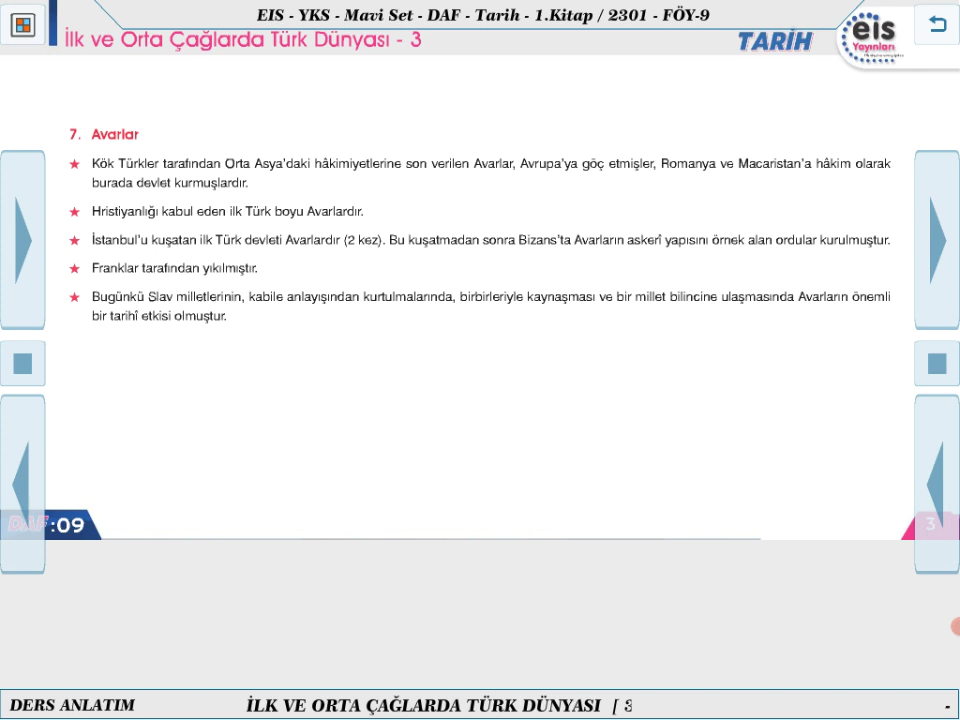 EIS - YKS - Mavi Set - DAF - Tarih - 1.Kitap / 2301 - FÖY-9
İlk ve Orta Çağlarda Türk Dünyası - 3
TARİH
eis
Yayınları
7. Avarlar
★ Kök Türkler tarafından Orta Asya'daki hâkimiyetlerine son verilen Avarlar, Avrupa'ya göç etmişler, Romanya ve Macaristan'a hâkim olarak
burada devlet kurmuşlardır.
★ Hristiyanlığı kabul eden ilk Türk boyu Avarlardır.
★ İstanbul'u kuşatan ilk Türk devleti Avarlardır (2 kez). Bu kuşatmadan sonra Bizans'ta Avarların askerî yapısını örnek alan ordular kurulmuştur.
★ Franklar tarafından yıkılmıştır.
★ Bugünkü Slav milletlerinin, kabile anlayışından kurtulmalarında, birbirleriyle kaynaşması ve bir millet bilincine ulaşmasında Avarların önemli
bir tarihî etkisi olmuştur.
DAF:09
3
DERS ANLATIM
İLK VE ORTA ÇAĞLARDA TÜRK DÜNYASI [ 3
-